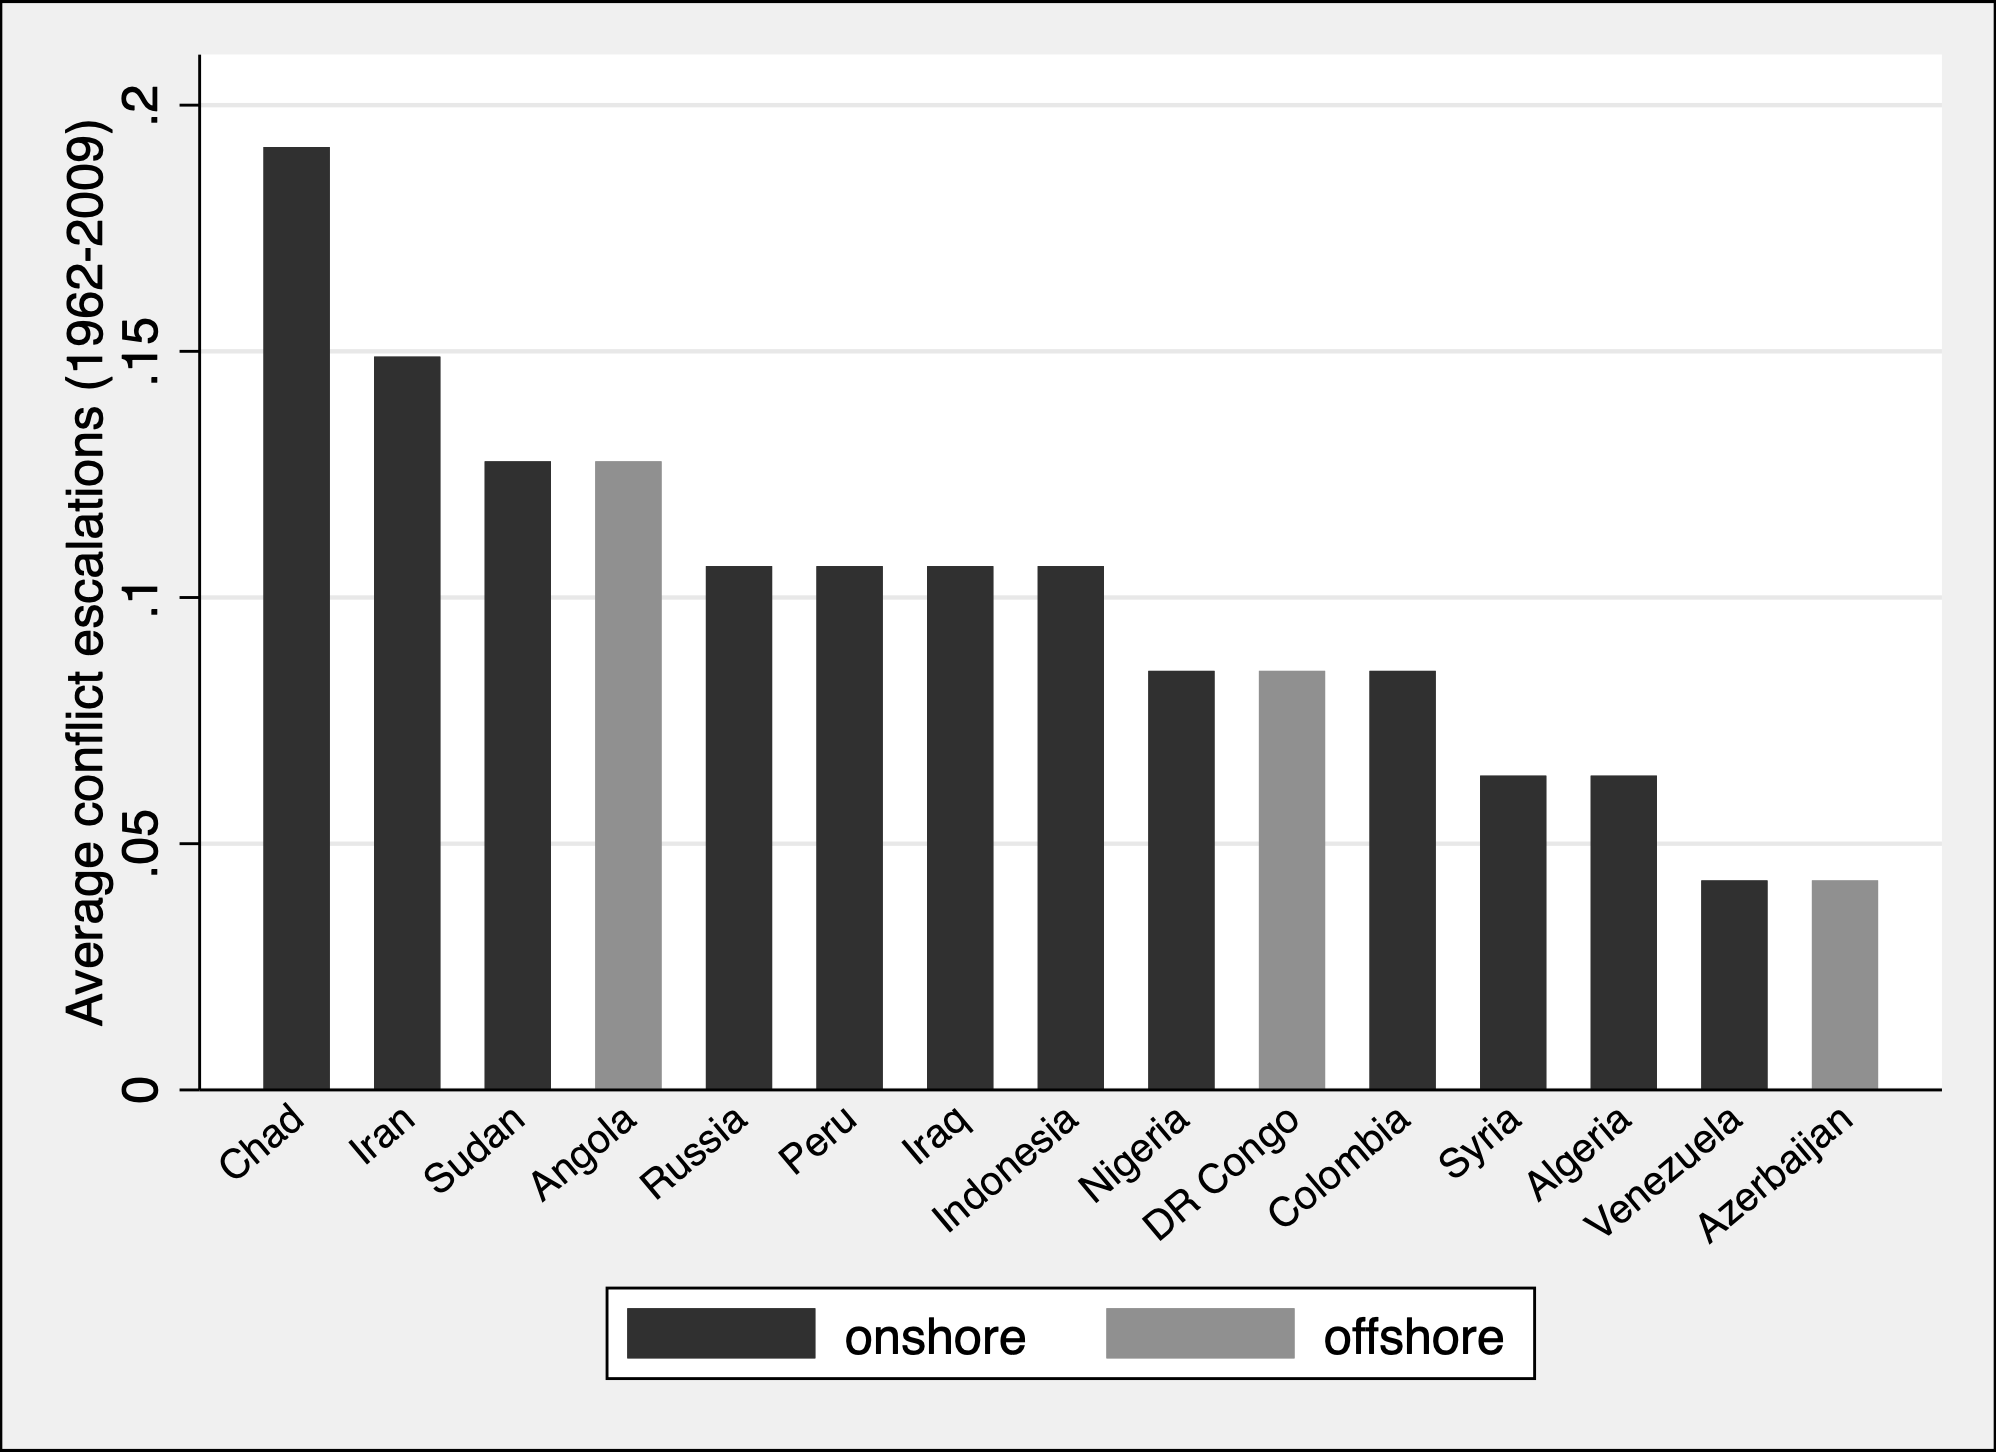 Average conflict escalations (1962-2009)
.2
.15
.1
.05
0
Chad
Iran
Sudan
Angola
Russia
Peru
Iraq
Indonesia
Nigeria
DR Congo
Colombia
Syria
Algeria
Venezuela
Azerbaijan
onshore
offshore